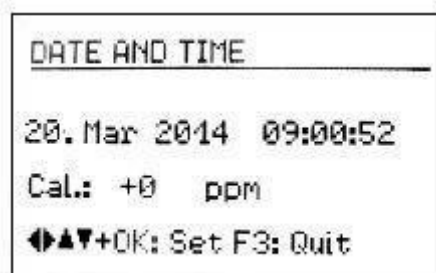 DATE AND TIME
20. Mar 2014 09:00:52
Cal.: +0 ppm
◀▶▲▼+OK: Set F3: Quit